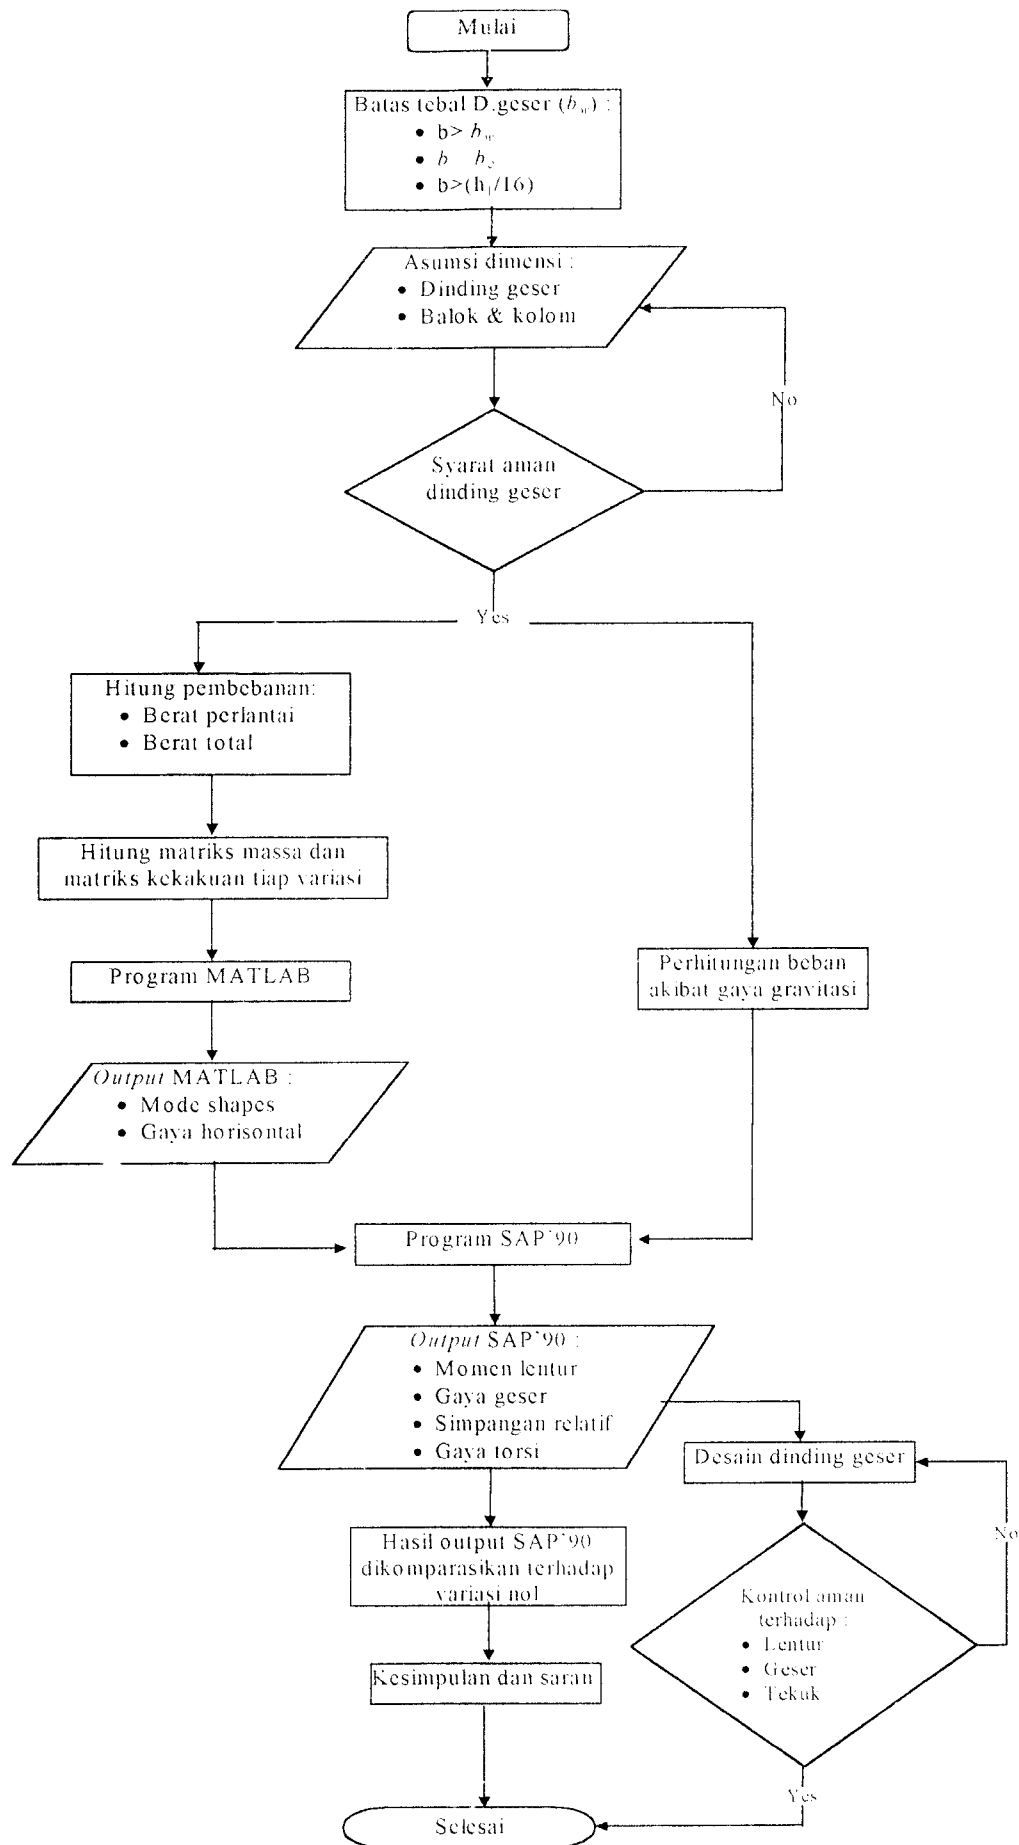 Mulai
Batas tebal D.geser (b_w) :
• b> b_w
• b b_c
• b>(h_1/16)
Asumsi dimensi :
• Dinding geser
• Balok & kolom
No
Syarat aman
dinding geser
Yes
Hitung pembebanan:
• Berat perlantai
• Berat total
Hitung matriks massa dan
matriks kekakuan tiap variasi
Program MATLAB
Perhitungan beban
akibat gaya gravitasi
Output MATLAB :
• Mode shapes
• Gaya horisontal
Program SAP'90
Output SAP'90 :
• Momen lentur
• Gaya geser
• Simpangan relatif
• Gaya torsi
Desain dinding geser
No
Hasil output SAP'90
dikomparasikan terhadap
variasi nol
Kontrol aman
terhadap :
• Lentur
• Geser
• Tekuk
Kesimpulan dan saran
Yes
Selesai